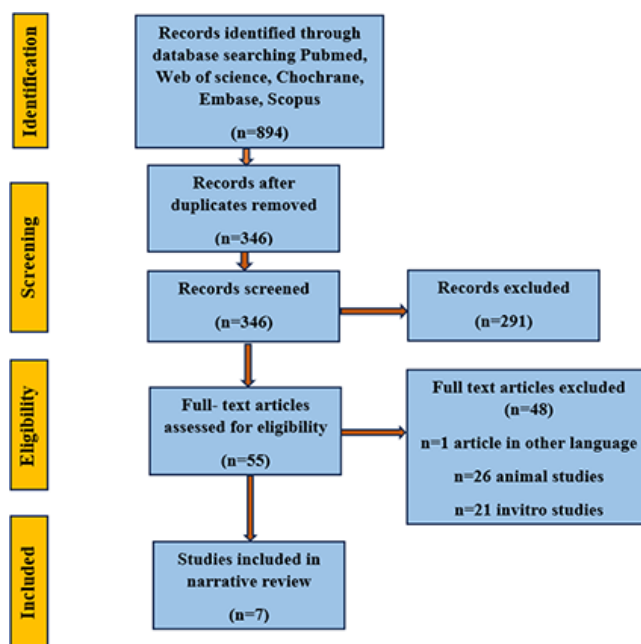 Identification
Records identified through
database searching Pubmed,
Web of science, Chochrane,
Embase, Scopus
(n=894)
Screening
Records after
duplicates removed
(n=346)
Records screened
(n=346)
Records excluded
(n=291)
Eligibility
Full- text articles
assessed for eligibility
(n=55)
Full text articles excluded
(n=48)
n=1 article in other language
n=26 animal studies
n=21 invitro studies
Included
Studies included in
narrative review
(n=7)